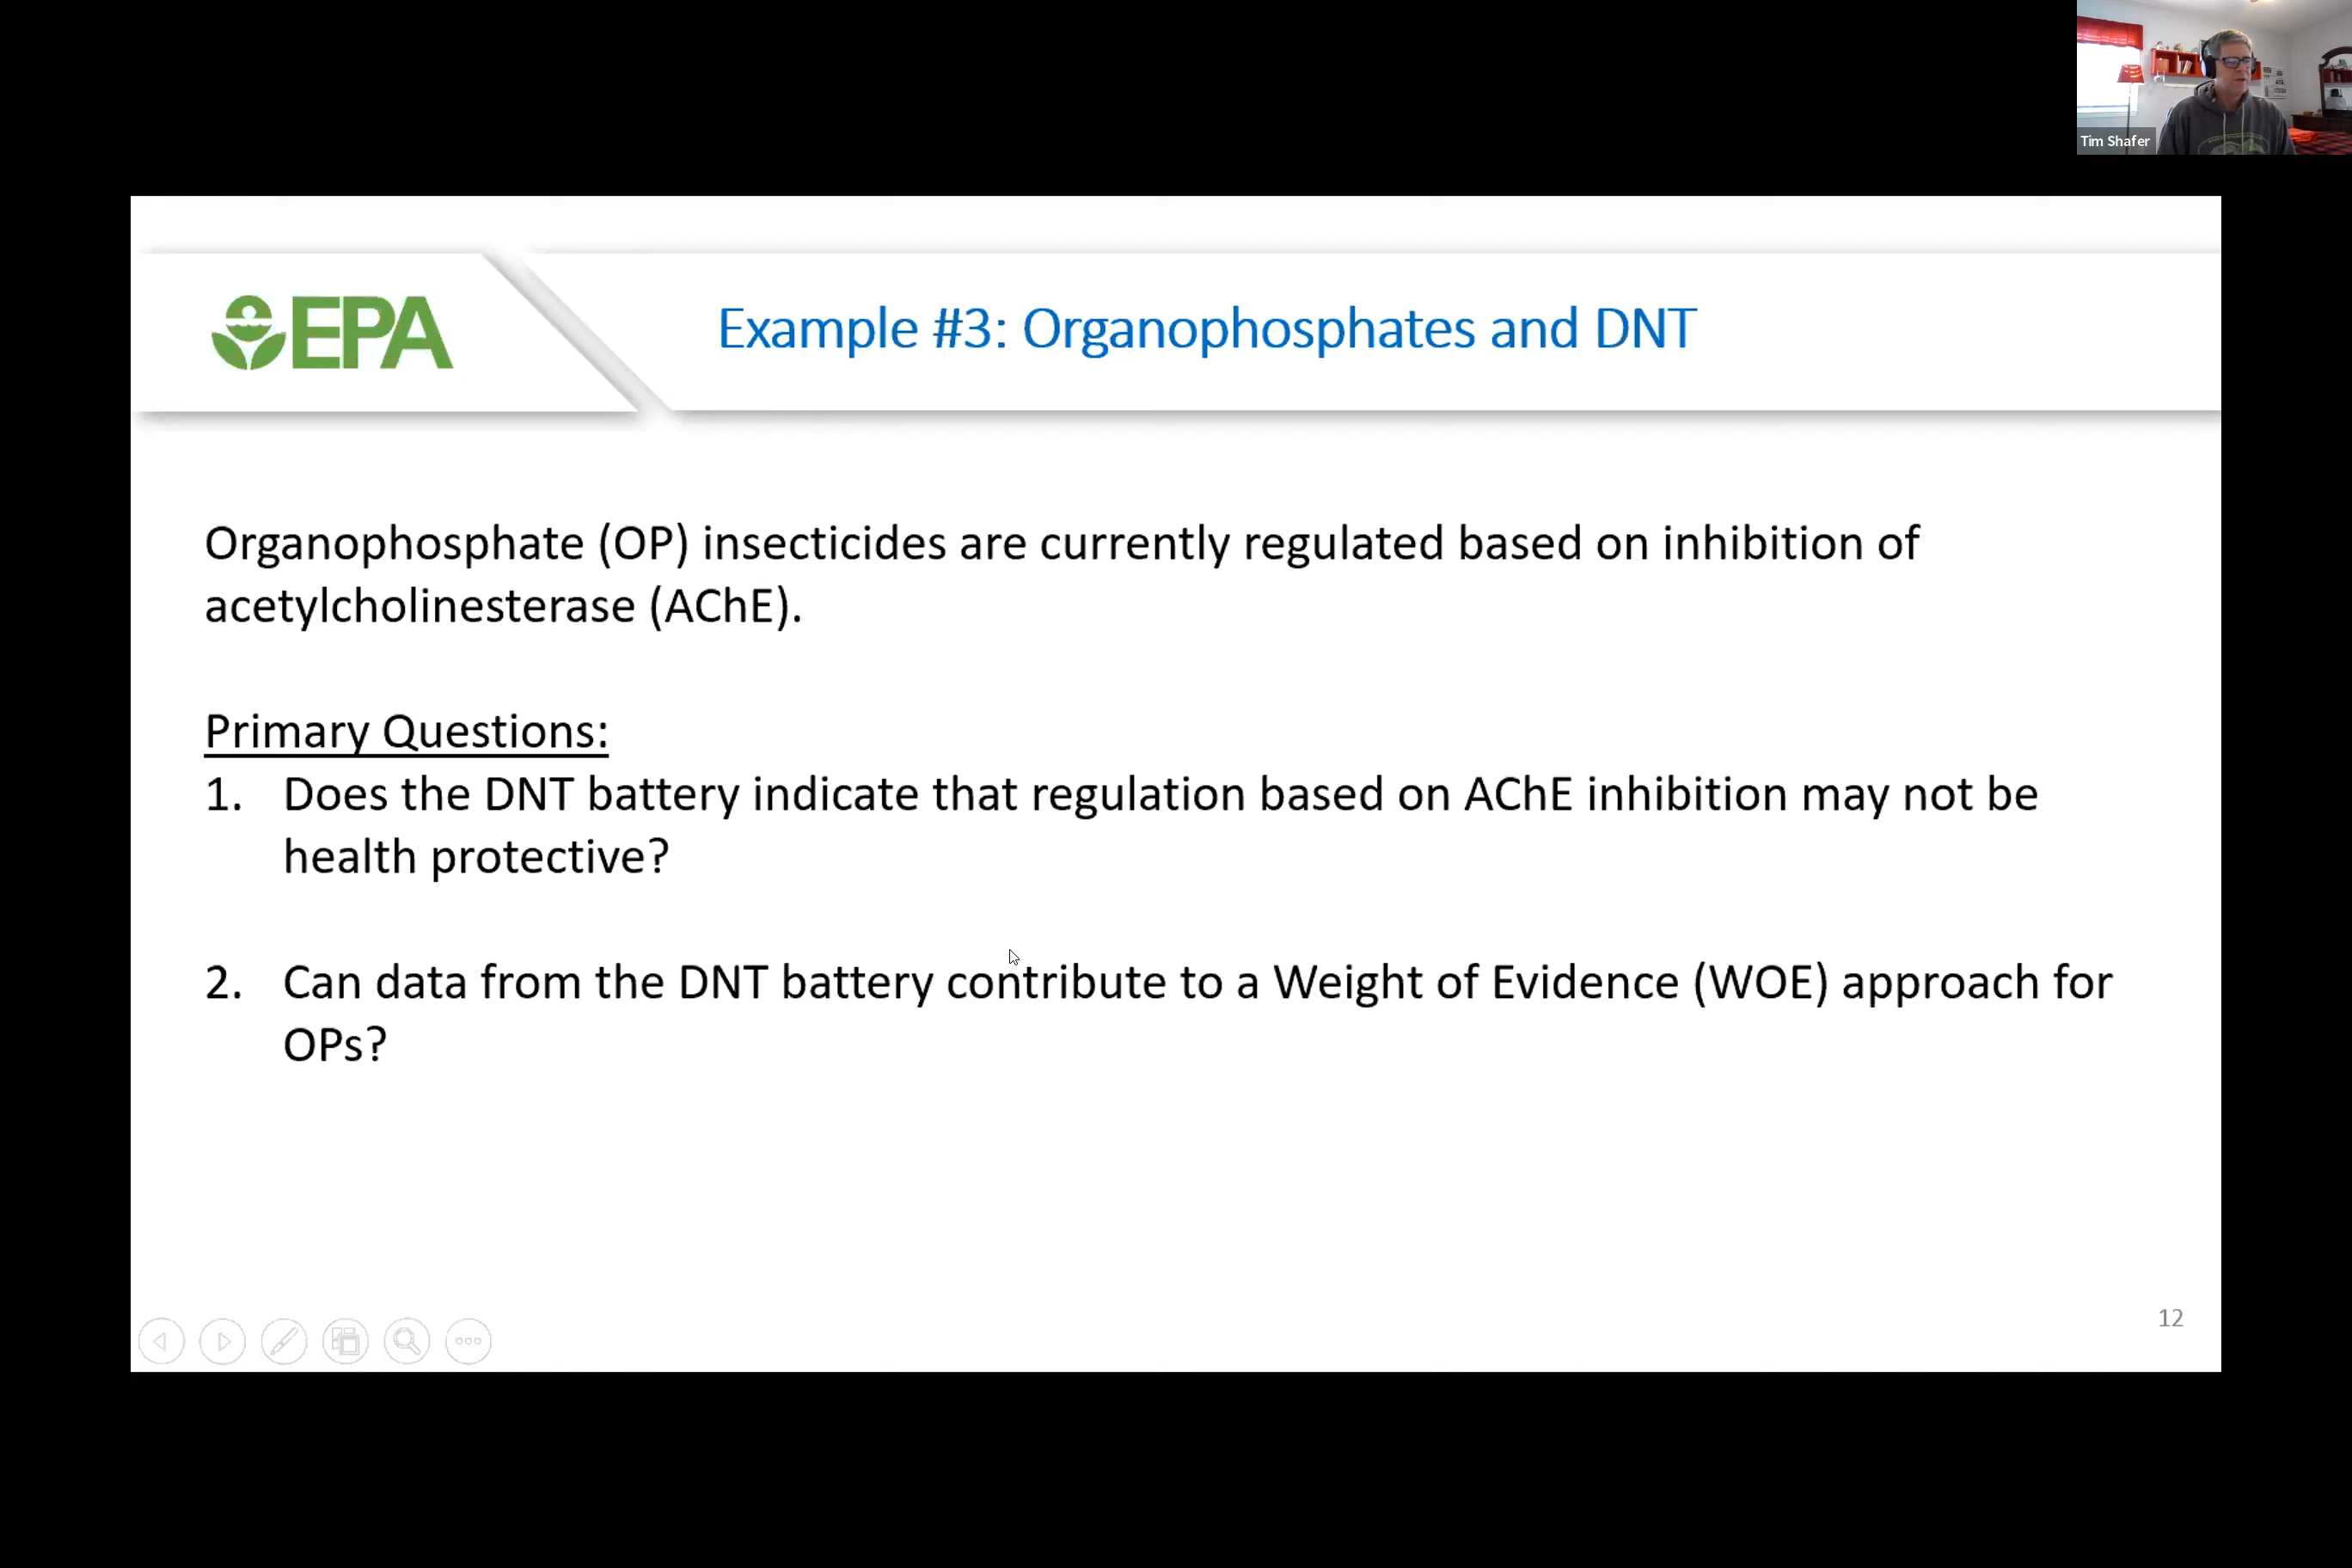 Tim Shafer
EPA
Example #3: Organophosphates and DNT
Organophosphate (OP) insecticides are currently regulated based on inhibition of
acetylcholinesterase (AChE).
Primary Questions:
1. Does the DNT battery indicate that regulation based on AChE inhibition may not be
health protective?
2. Can data from the DNT battery contribute to a Weight of Evidence (WOE) approach for
OPs?
12